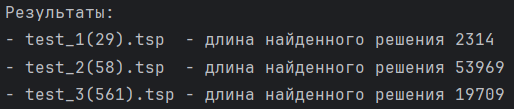 Результаты:
- test_1(29).tsp  - длина найденного решения 2314
- test_2(58).tsp  - длина найденного решения 53969
- test_3(561).tsp - длина найденного решения 19709